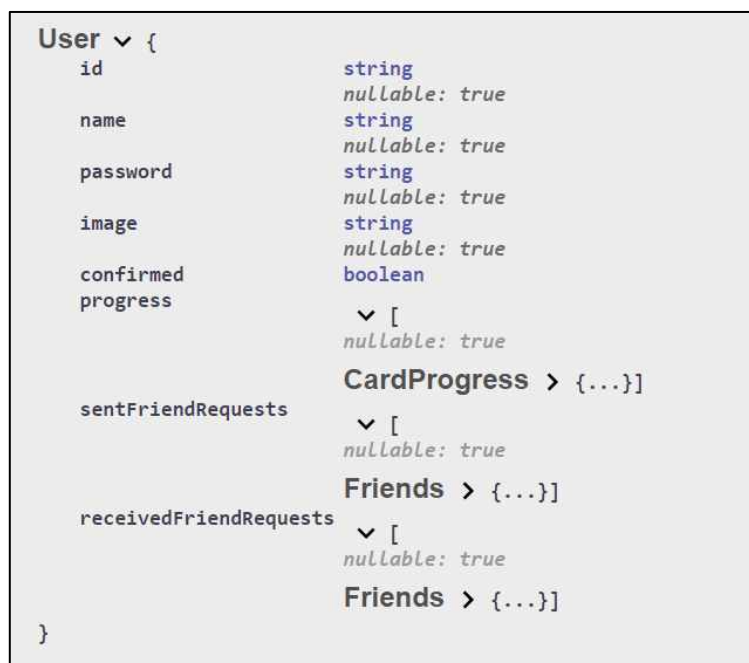 User {
id string
nullable: true
name string
nullable: true
password string
nullable: true
image string
nullable: true
confirmed boolean
progress
[
nullable: true
CardProgress > {...}]
sentFriendRequests
[
nullable: true
Friends > {...}]
receivedFriendRequests
[
nullable: true
Friends > {...}]
}